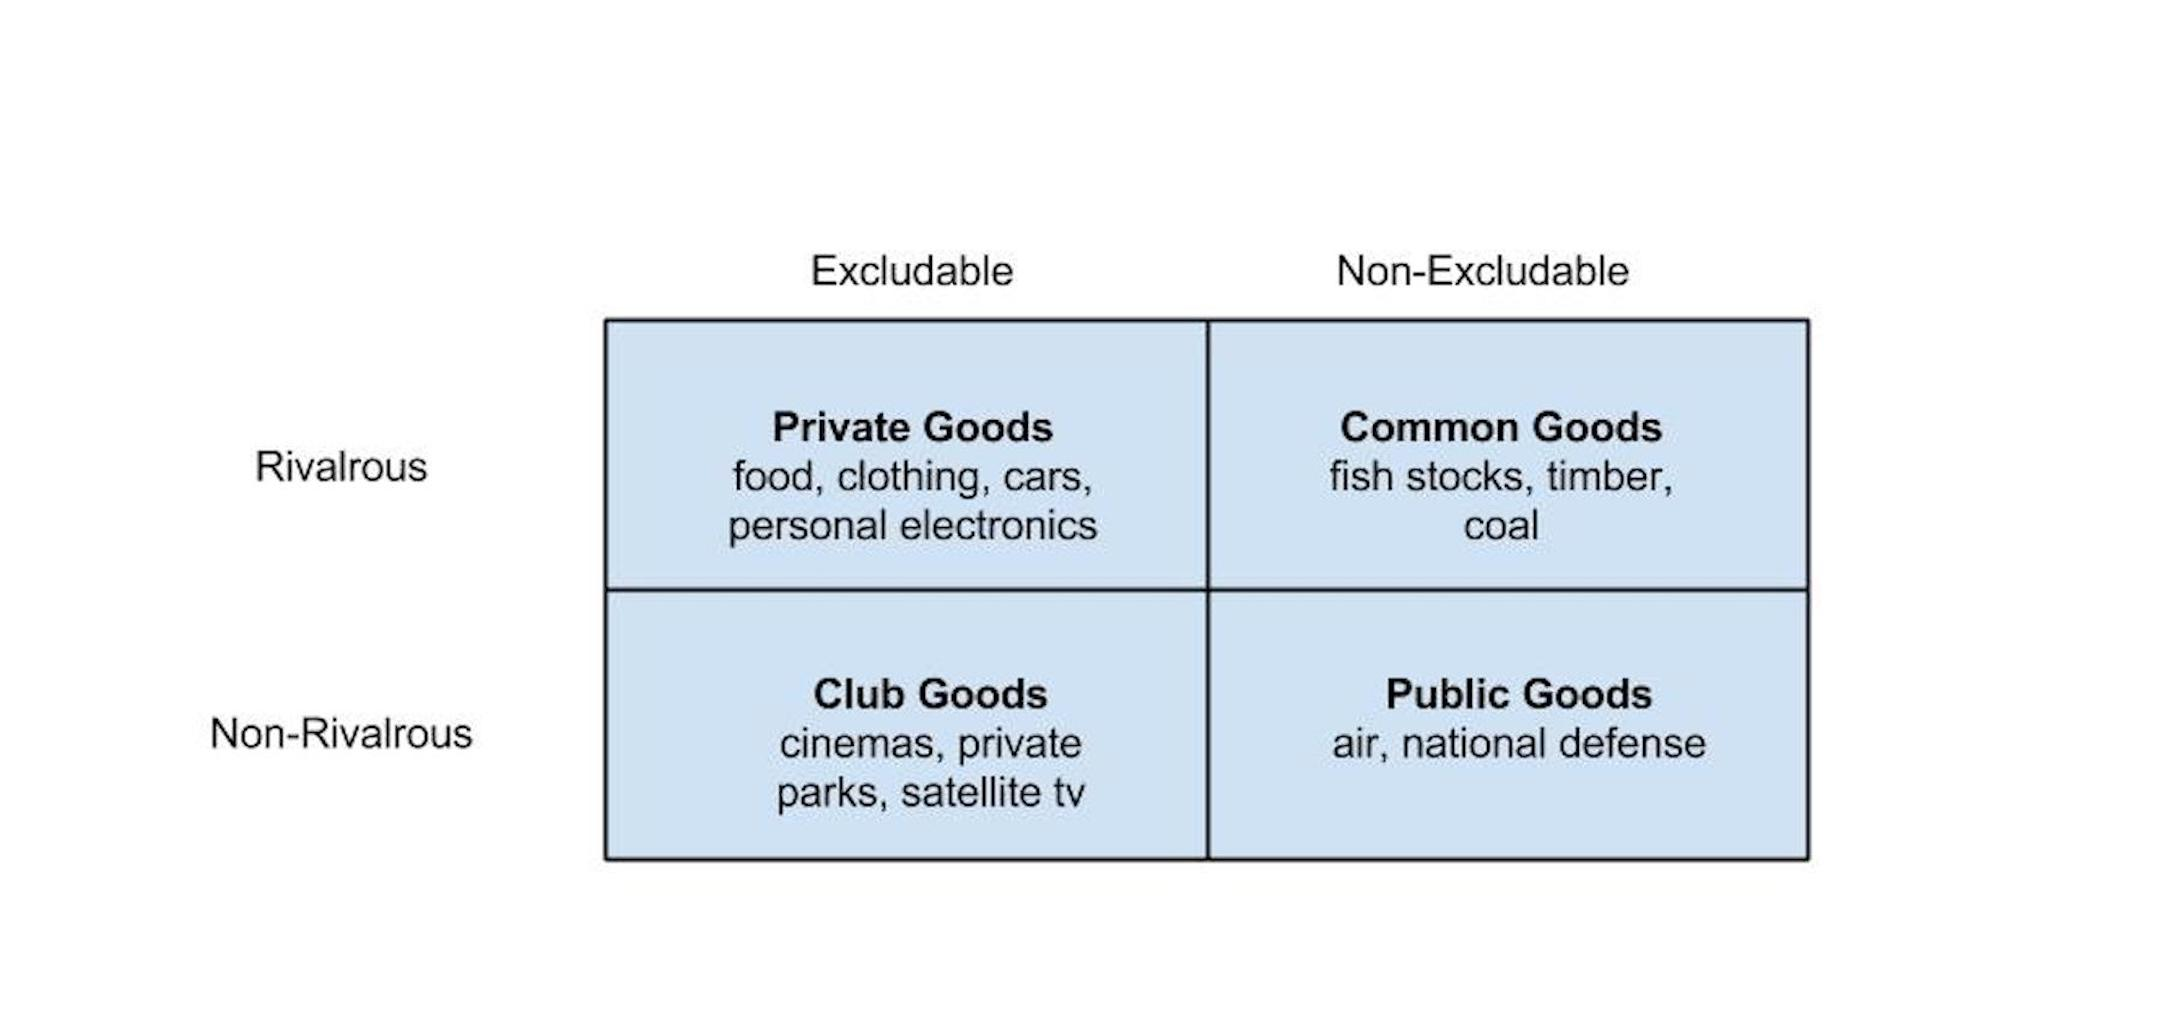 Excludable
Non-Excludable
Rivalrous
Private Goods
food, clothing, cars,
personal electronics
Common Goods
fish stocks, timber,
coal
Non-Rivalrous
Club Goods
cinemas, private
parks, satellite tv
Public Goods
air, national defense